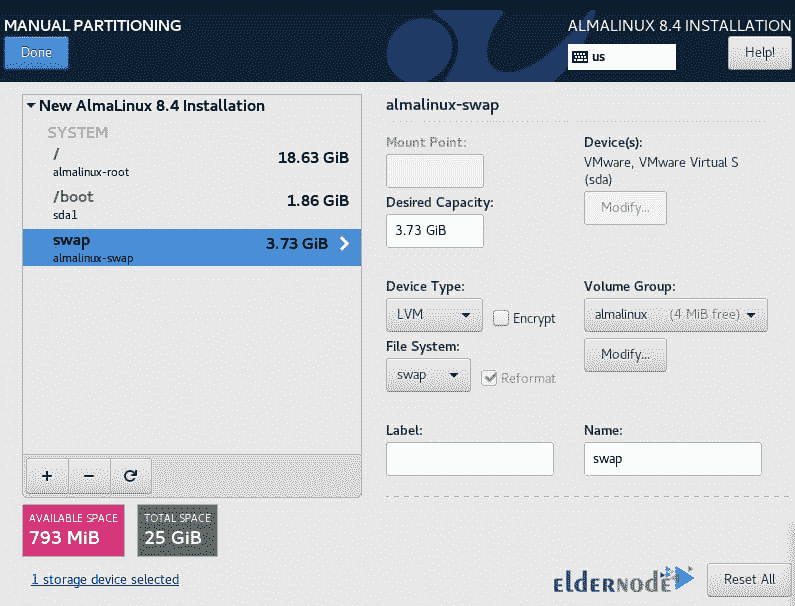 MANUAL PARTITIONING
ALMALINUX 8.4 INSTALLATION
Done
us
Help!
New AlmaLinux 8.4 Installation
SYSTEM
/
18.63 GiB
almalinux-root
/boot
1.86 GiB
sda1
swap
3.73 GiB
almalinux-swap
+ −
AVAILABLE SPACE
793 MiB
TOTAL SPACE
25 GiB
1 storage device selected
almalinux-swap
Mount Point:
Device(s):
VMware, VMware Virtual S
(sda)
Modify...
Desired Capacity:
3.73 GiB
Device Type:
LVM
Encrypt
Volume Group:
almalinux (4 MiB free)
Modify...
File System:
swap
Reformat
Label:
Name:
swap
ELDERNODE
Reset All